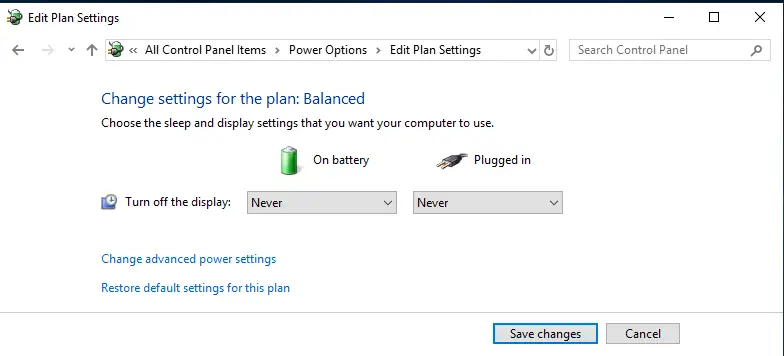 Edit Plan Settings
« All Control Panel Items > Power Options > Edit Plan Settings
Search Control Panel
Change settings for the plan: Balanced
Choose the sleep and display settings that you want your computer to use.
On battery
Plugged in
Turn off the display:
Never
Never
Change advanced power settings
Restore default settings for this plan
Save changes
Cancel